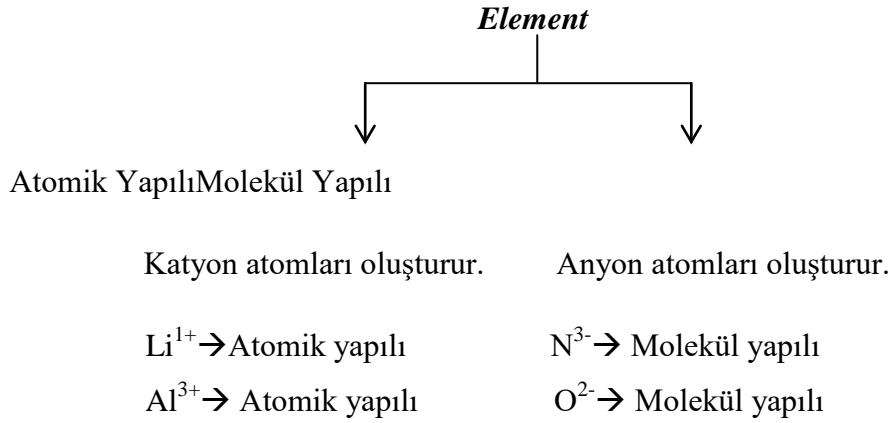 Element
Atomik YapılıMolekül Yapılı
Katyon atomları oluşturur. Anyon atomları oluşturur.
Li¹⁺→Atomik yapılı N³⁻→ Molekül yapılı
Al³⁺→ Atomik yapılı O²⁻→ Molekül yapılı